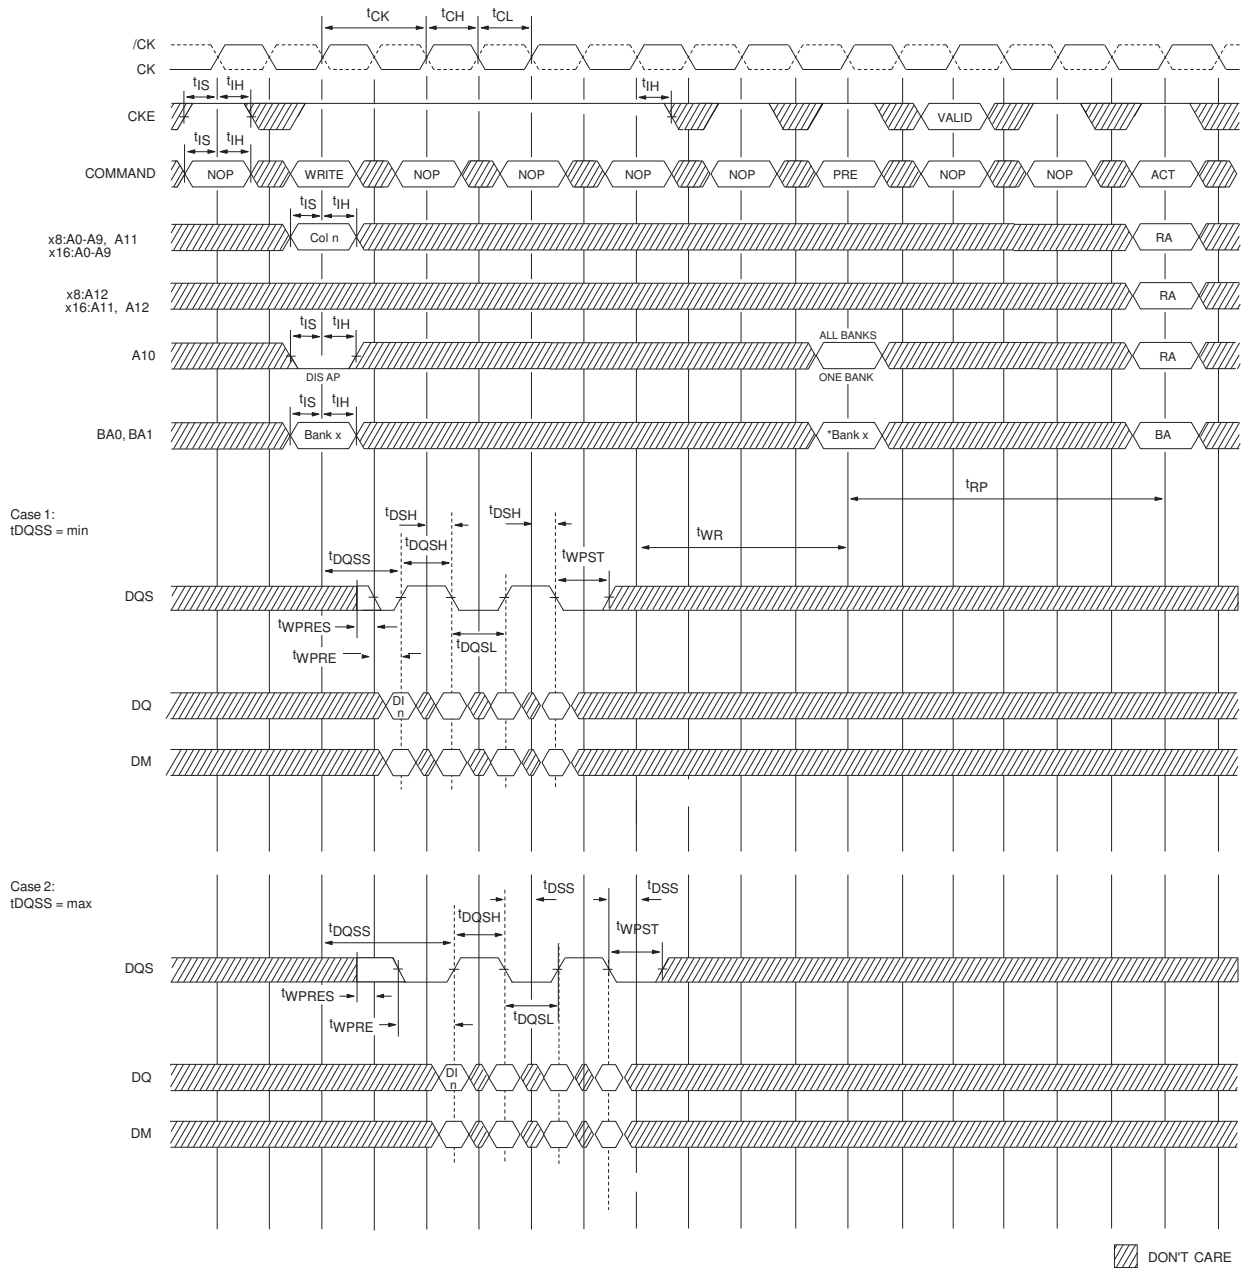 tCK tCH tCL
/CK
CK
tIS tIH tIH
CKE VALID
tIS tIH
COMMAND NOP WRITE NOP NOP NOP NOP PRE NOP NOP ACT
tIS tIH
x8:A0-A9, A11
x16:A0-A9
Col n RA
x8:A12
x16:A11, A12
RA
tIS tIH ALL BANKS
A10 RA
DIS AP ONE BANK
tIS tIH
BA0, BA1 Bank x *Bank x BA
tRP
Case 1:
tDQSS = min
tDSH tDSH
tWR
tDQSS tDQSH tWPST
DQS
tWPRES
tDQSL
tWPRE
DQ DI
n
DM
Case 2:
tDQSS = max
tDSS tDSS
tDQSH
tDQSS tWPST
DQS
tWPRES
tDQSL
tWPRE
DQ DI
n
DM
DON'T CARE